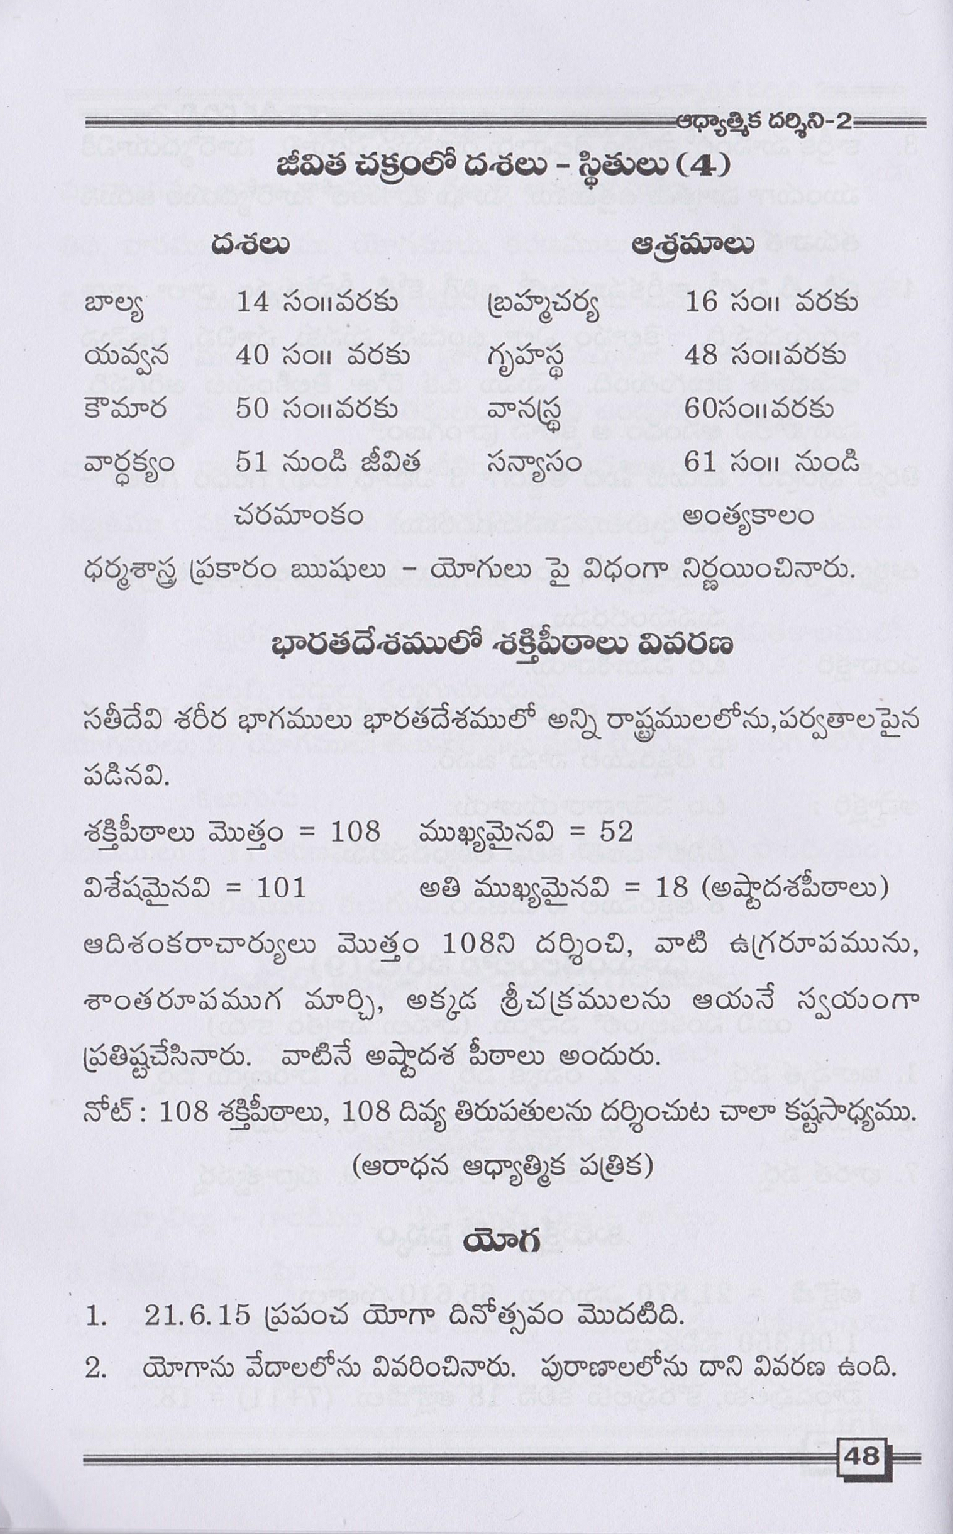 ఆధ్యాత్మిక దర్శిని-2
జీవిత చక్రంలో దశలు - స్థితులు (4)
దశలు ఆశ్రమాలు
బాల్య 14 సం॥వరకు బ్రహ్మచర్య 16 సం॥ వరకు
యవ్వన 40 సం॥ వరకు గృహస్థ 48 సం॥వరకు
కౌమార 50 సం॥వరకు వానప్రస్థ 60సం॥వరకు
వార్ధక్యం 51 నుండి జీవిత సన్యాసం 61 సం॥ నుండి
చరమాంకం అంత్యకాలం
ధర్మశాస్త్ర ప్రకారం ఋషులు - యోగులు పై విధంగా నిర్ణయించినారు.
భారతదేశములో శక్తిపీఠాలు వివరణ
సతీదేవి శరీర భాగములు భారతదేశములో అన్ని రాష్ట్రములలోను,పర్వతాలపైన
పడినవి.
శక్తిపీఠాలు మొత్తం = 108 ముఖ్యమైనవి = 52
విశేషమైనవి = 101 అతి ముఖ్యమైనవి = 18 (అష్టాదశపీఠాలు)
ఆదిశంకరాచార్యులు మొత్తం 108ని దర్శించి, వాటి ఉగ్రరూపమును,
శాంతరూపముగ మార్చి, అక్కడ శ్రీచక్రములను ఆయనే స్వయంగా
ప్రతిష్టచేసినారు. వాటినే అష్టాదశ పీఠాలు అందురు.
నోట్ : 108 శక్తిపీఠాలు, 108 దివ్య తిరుపతులను దర్శించుట చాలా కష్టసాధ్యము.
(ఆరాధన ఆధ్యాత్మిక పత్రిక)
యోగ
1. 21.6.15 ప్రపంచ యోగా దినోత్సవం మొదటిది.
2. యోగాను వేదాలలోను వివరించినారు. పురాణాలలోను దాని వివరణ ఉంది.
48